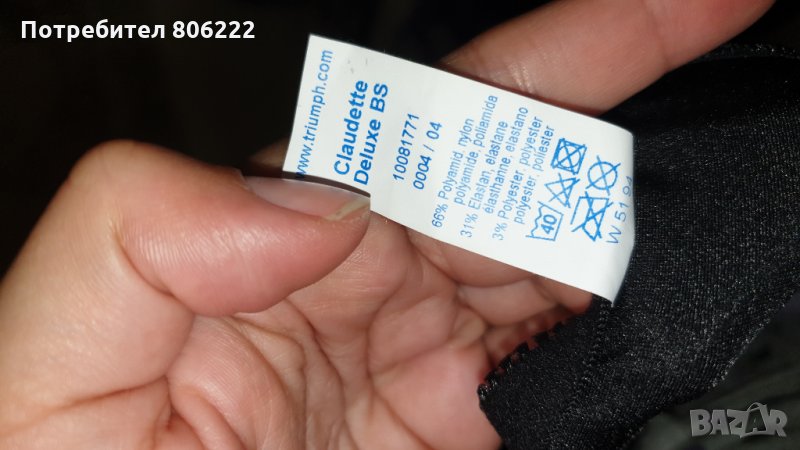 Потребител 806222
www.triumph.com
Claudette
Deluxe BS
10081771
0004 / 04
66% Polyamid, nylon
polyamide, poliamida
31% Elastan, elastane
élasthanne, elastano
3% Polyester, polyester
polyester, poliéster
40
W 51 94
BAZAR